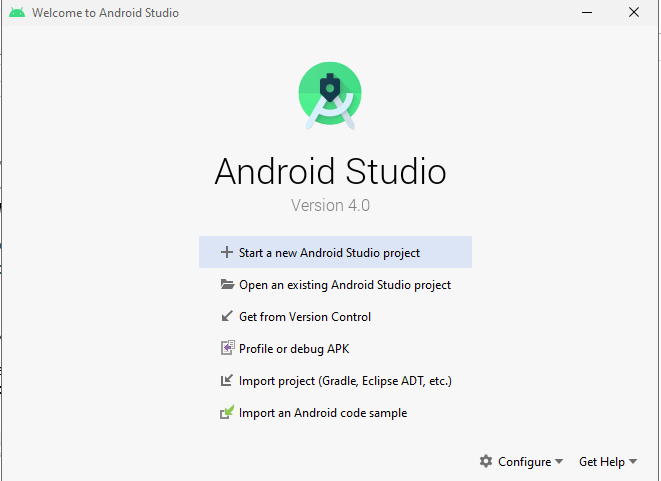 Welcome to Android Studio
Android Studio
Version 4.0
Start a new Android Studio project
Open an existing Android Studio project
Get from Version Control
Profile or debug APK
Import project (Gradle, Eclipse ADT, etc.)
Import an Android code sample
Configure Get Help